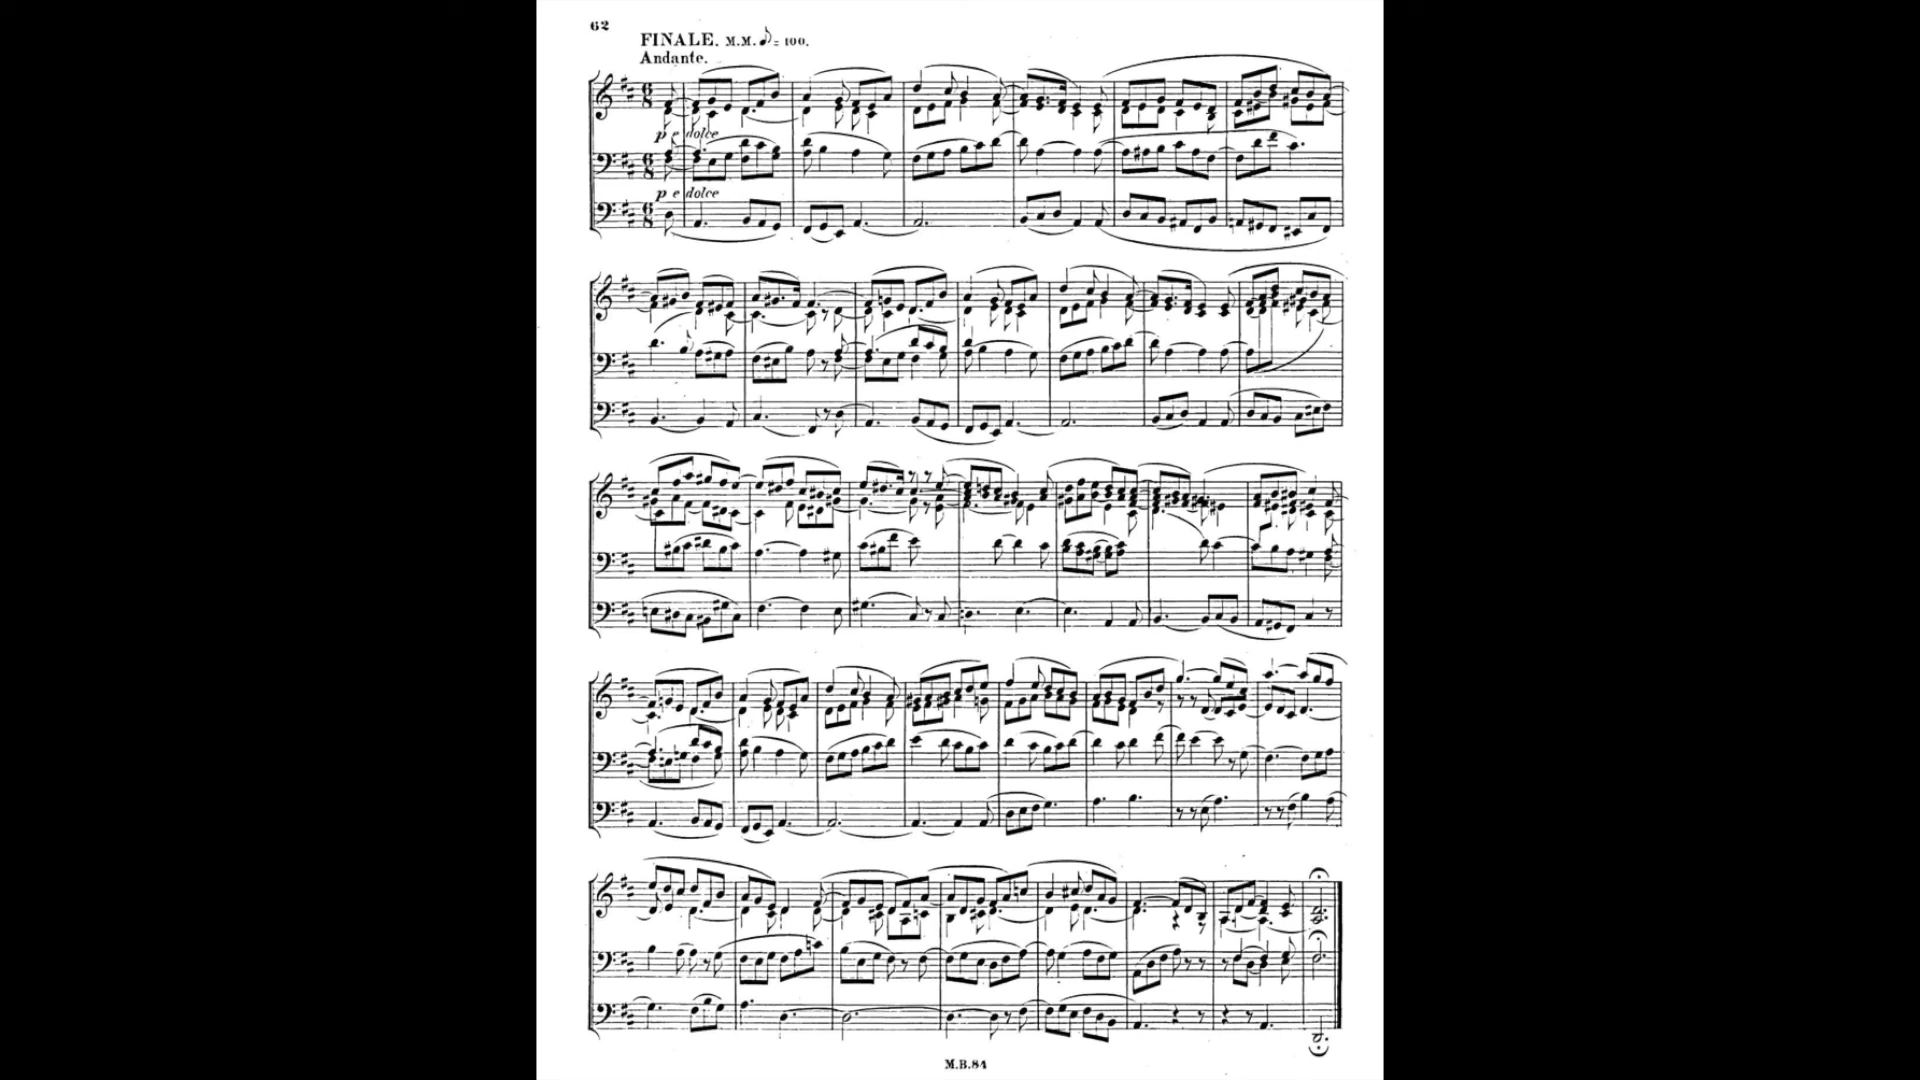 62
FINALE. M.M. ♪ = 100.
Andante.
p e dolce
p e dolce
M.B.84